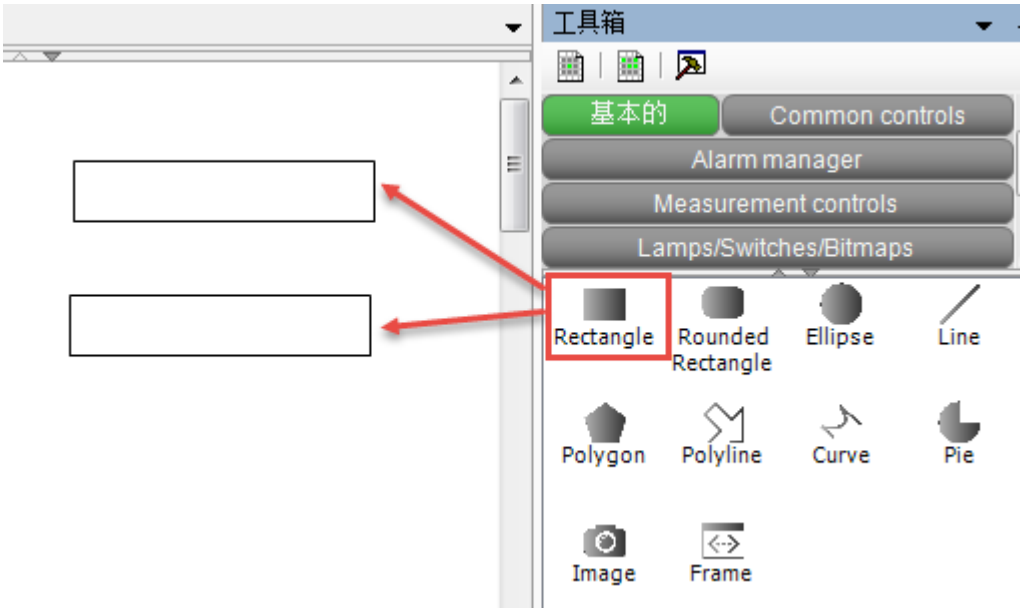 工具箱
基本的
Common controls
Alarm manager
Measurement controls
Lamps/Switches/Bitmaps
Rectangle
Rounded
Rectangle
Ellipse
Line
Polygon
Polyline
Curve
Pie
Image
Frame